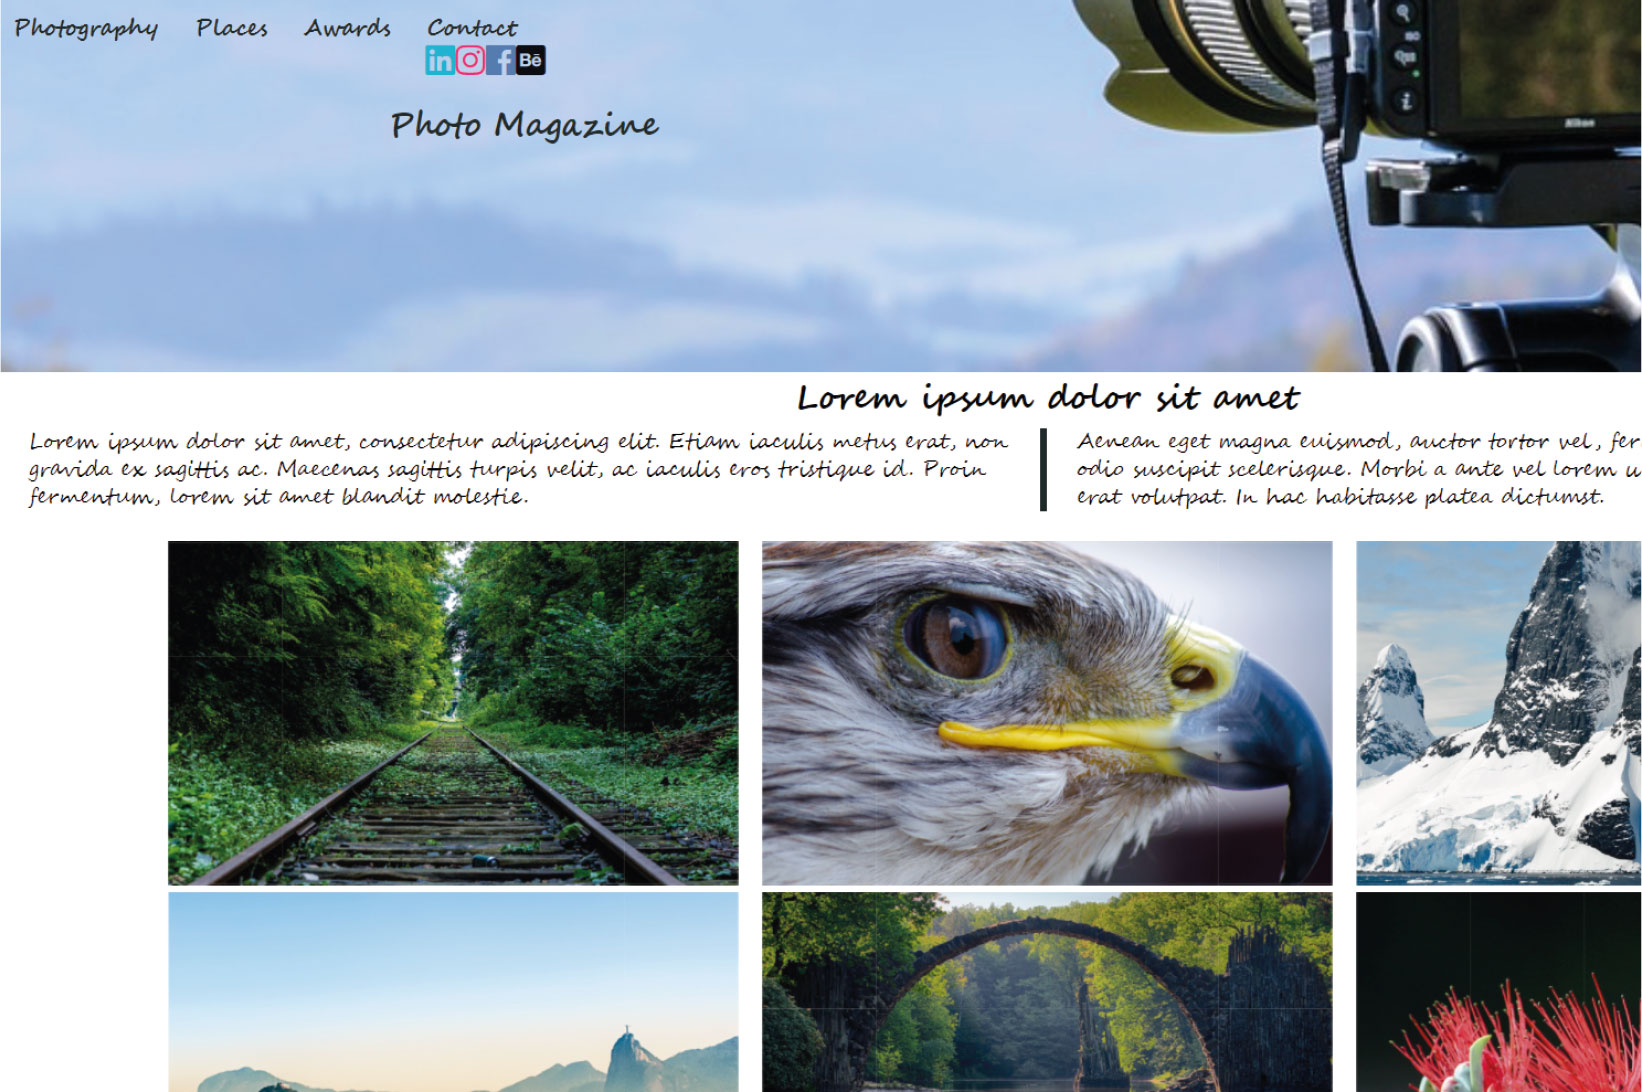 Photography Places Awards Contact
in f Bē
Photo Magazine
ISO
i
Nikon
Lorem ipsum dolor sit amet
Lorem ipsum dolor sit amet, consectetur adipiscing elit. Etiam iaculis metus erat, non
gravida ex sagittis ac. Maecenas sagittis turpis velit, ac iaculis eros tristique id. Proin
fermentum, lorem sit amet blandit molestie.
Aenean eget magna euismod, auctor tortor vel, fer
odio suscipit scelerisque. Morbi a ante vel lorem u
erat volutpat. In hac habitasse platea dictumst.